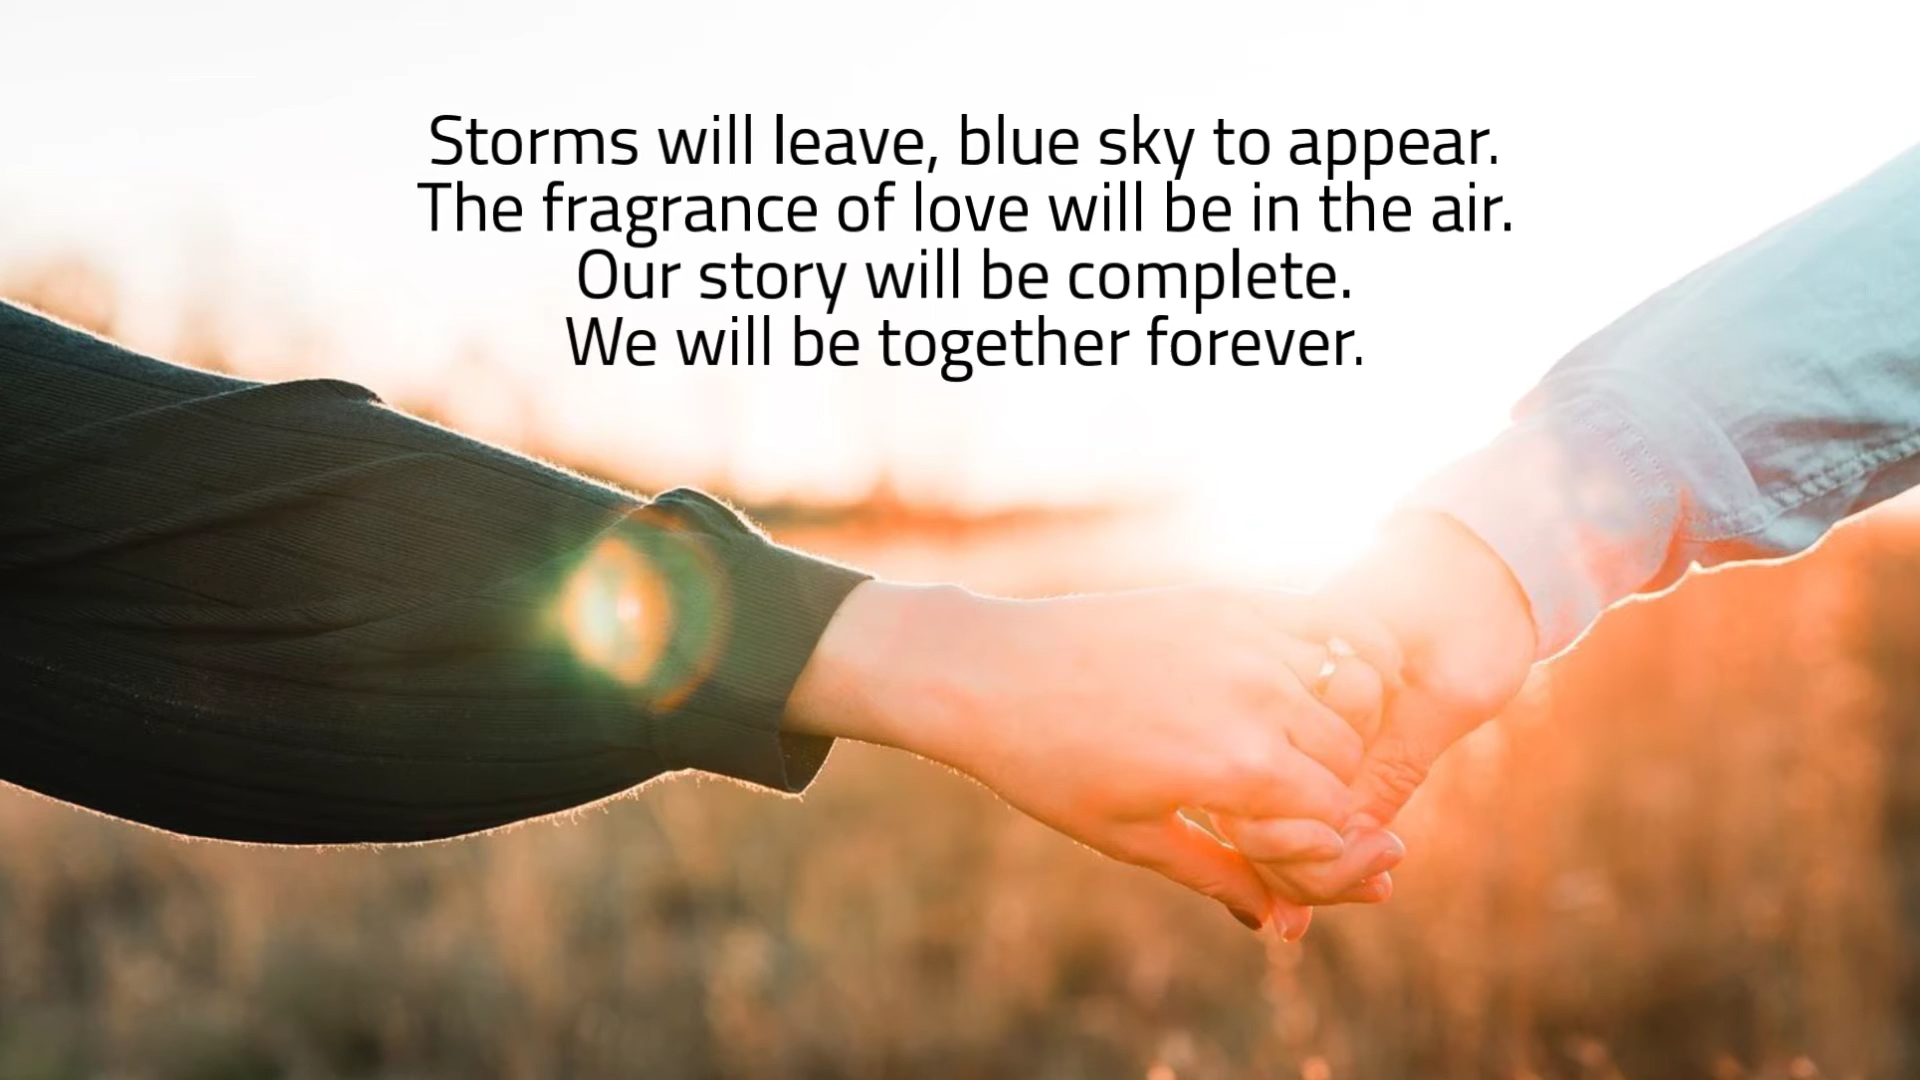 Storms will leave, blue sky to appear.
The fragrance of love will be in the air.
Our story will be complete.
We will be together forever.